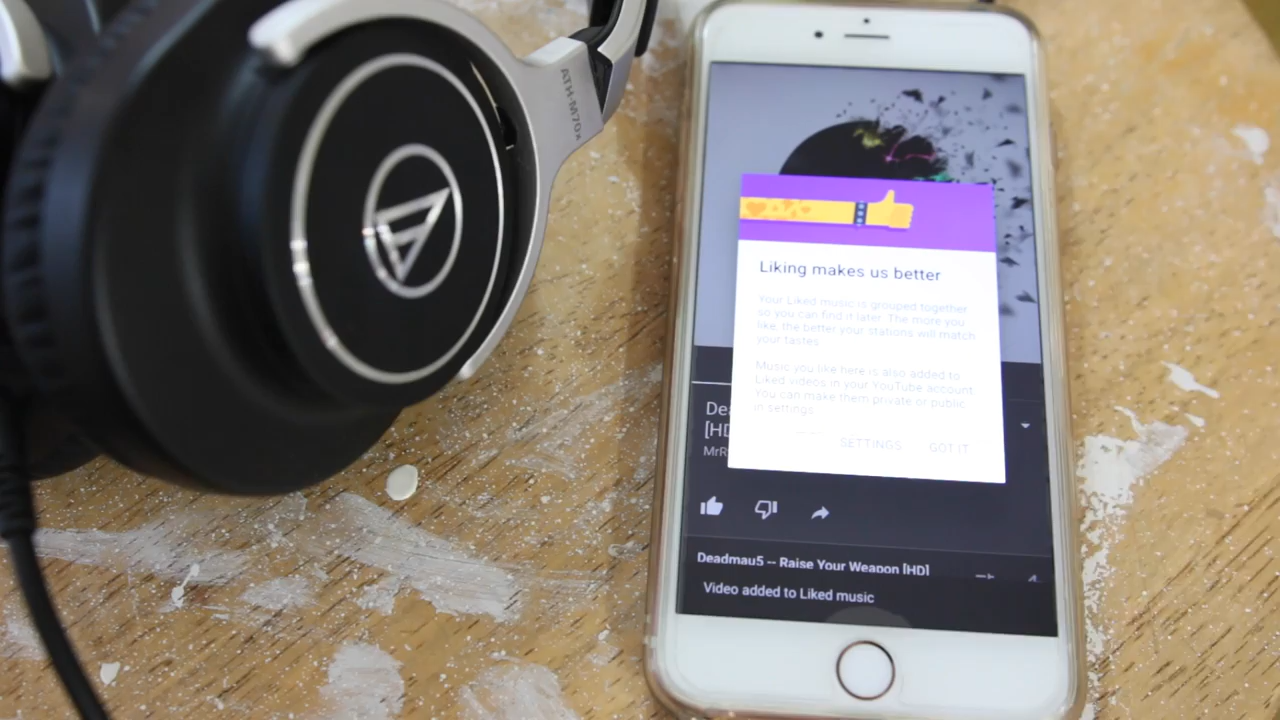 ATH-M70x
Liking makes us better
Your Liked music is grouped together
so you can find it later. The more you
like, the better your stations will match
your tastes.
Music you like here is also added to
Liked videos in your YouTube account.
You can make them private or public
in settings.
De
[HD
MrR
SETTINGS GOT IT
Deadmau5 -- Raise Your Weapon [HD]
Video added to Liked music